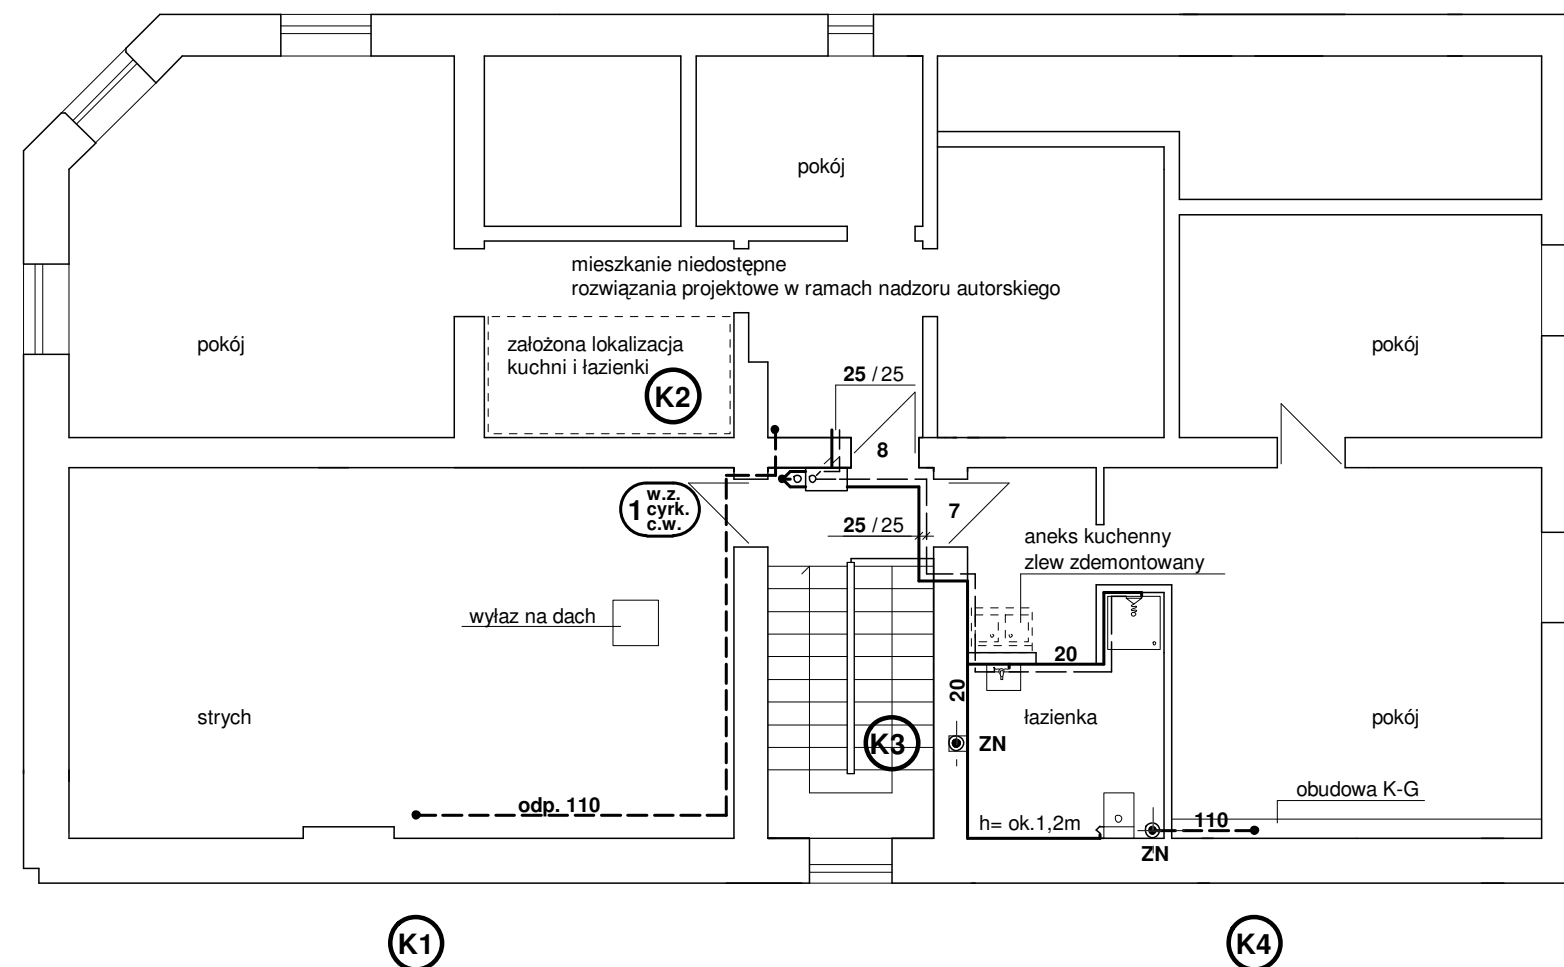 pokój
mieszkanie niedostępne
rozwiązania projektowe w ramach nadzoru autorskiego
pokój
założona lokalizacja
kuchni i łazienki
K2
pokój
25 / 25
8
1 w.z.
cyrk.
c.w.
7
25 / 25
aneks kuchenny
zlew zdemontowany
wyłaz na dach
20
20
strych
łazienka
pokój
K3
ZN
odp. 110
obudowa K-G
h= ok.1,2m
110
ZN
K1
K4